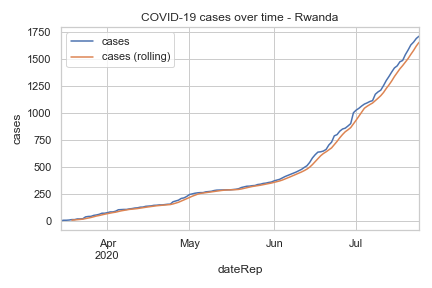 COVID-19 cases over time - Rwanda
cases
cases (rolling)
1750
1500
1250
1000
750
500
250
0
cases
Apr
May
Jun
Jul
2020
dateRep